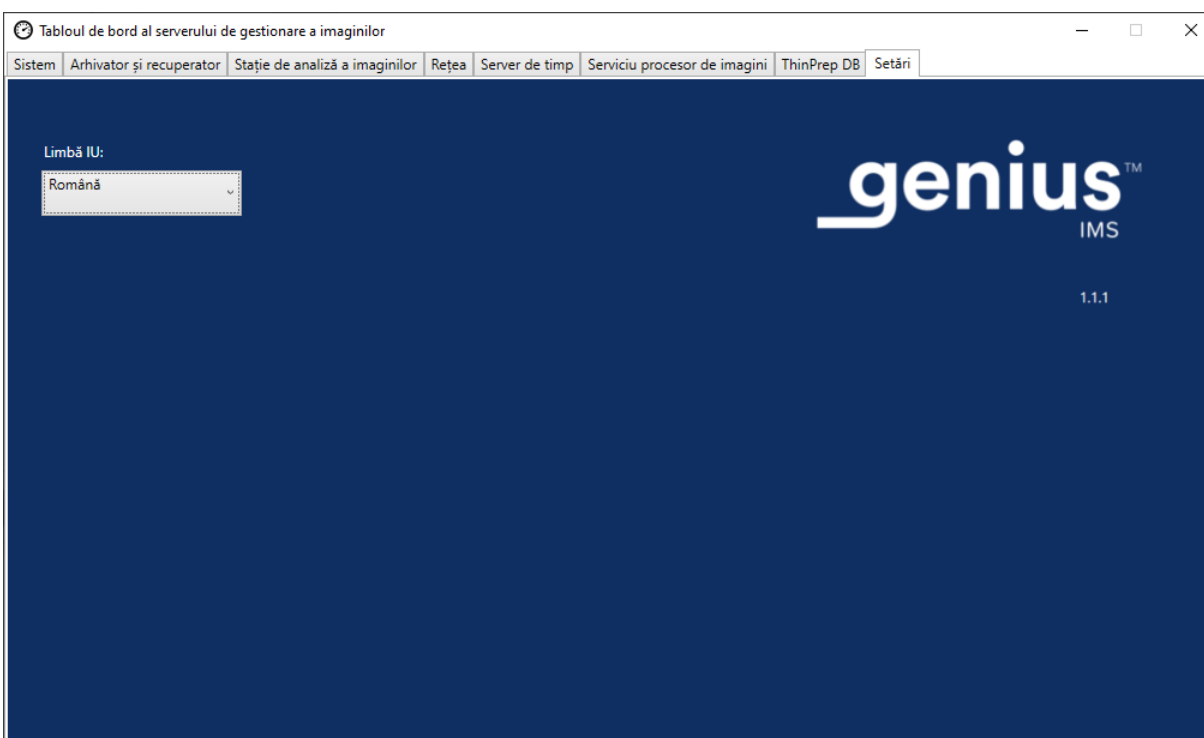 Tabloul de bord al serverului de gestionare a imaginilor
Sistem Arhivator și recuperator Stație de analiză a imaginilor Rețea Server de timp Serviciu procesor de imagini ThinPrep DB Setări
Limbă IU:
Română
genius™
IMS
1.1.1